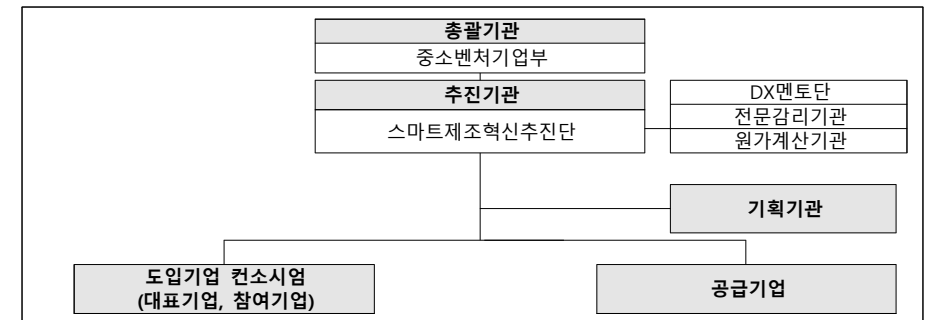 총괄기관
중소벤처기업부
추진기관
스마트제조혁신추진단
DX멘토단
전문감리기관
원가계산기관
기획기관
도입기업 컨소시엄
(대표기업, 참여기업)
공급기업